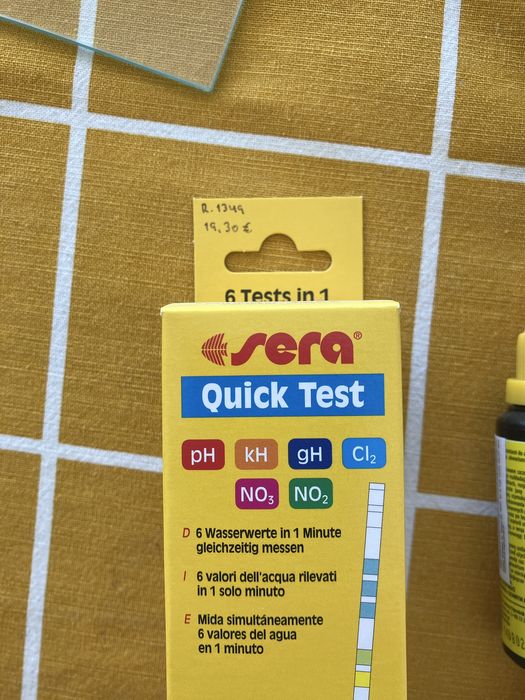 R. 1349
19,30 €
6 Tests in 1
sera®
Quick Test
pH kH gH Cl₂
NO₃ NO₂
D 6 Wasserwerte in 1 Minute
gleichzeitig messen
I 6 valori dell'acqua rilevati
in 1 solo minuto
E Mida simultáneamente
6 valores del agua
en 1 minuto